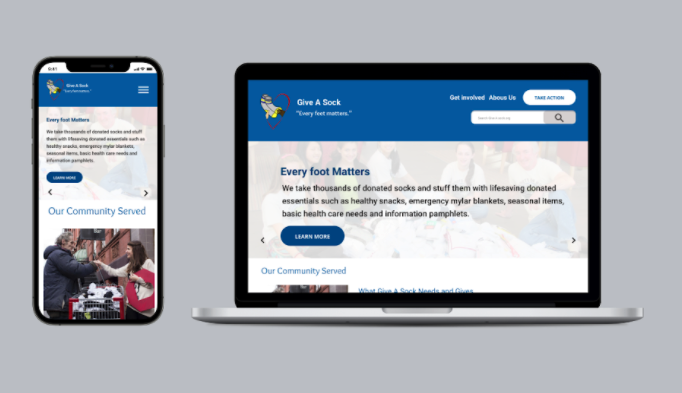 9:41
Give A Sock
"Every feet matters."
Every foot Matters
We take thousands of donated socks and stuff
them with lifesaving donated essentials such as
healthy snacks, emergency mylar blankets,
seasonal items, basic health care needs and
information pamphlets.
LEARN MORE
Our Community Served
Give A Sock
"Every feet matters."
Get involved Abous Us TAKE ACTION
Every foot Matters
We take thousands of donated socks and stuff them with lifesaving donated
essentials such as healthy snacks, emergency mylar blankets, seasonal items,
basic health care needs and information pamphlets.
LEARN MORE
Our Community Served
What Give A Sock Needs and Gives